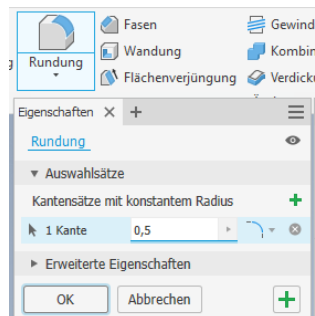 Fasen
Gewind
Wandung
Kombin
Rundung
Flächenverjüngung
Verdick
Eigenschaften × +
Rundung
Auswahlsätze
Kantensätze mit konstantem Radius
1 Kante 0,5
Erweiterte Eigenschaften
OK Abbrechen